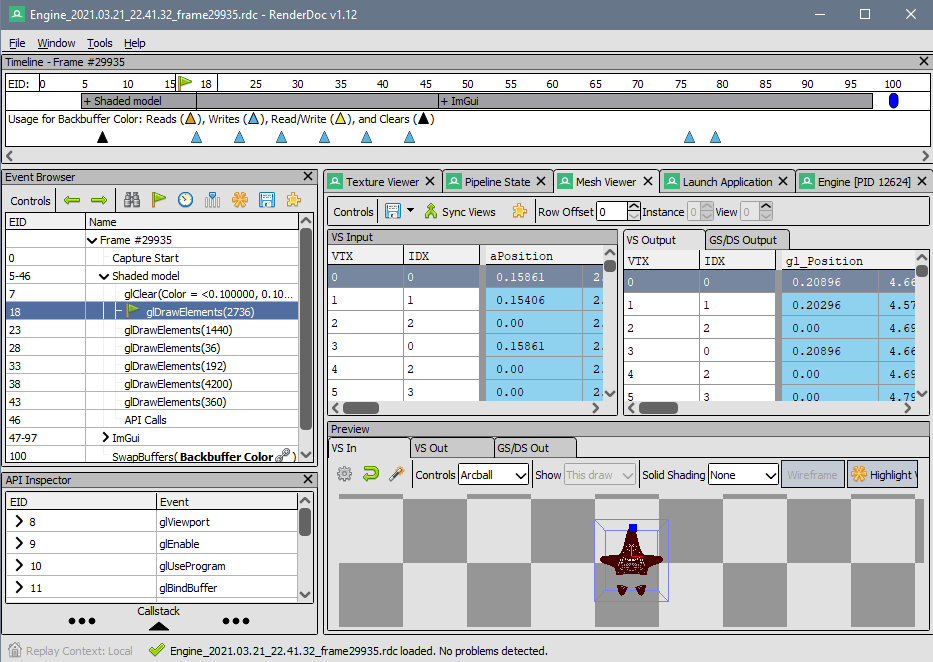 Engine_2021.03.21_22.41.32_frame29935.rdc - RenderDoc v1.12
File Window Tools Help
Timeline - Frame #29935
EID: 0 5 10 15 18 25 30 35 40 45 50 55 60 65 70 75 80 85 90 95 100
+ Shaded model + ImGui
Usage for Backbuffer Color: Reads ( ), Writes ( ), Read/Write ( ), and Clears ( )
Event Browser
Controls
EID Name
Frame #29935
0 Capture Start
5-46 Shaded model
7 glClear(Color = <0.100000, 0.10...
18 glDrawElements(2736)
23 glDrawElements(1440)
28 glDrawElements(36)
33 glDrawElements(192)
38 glDrawElements(4200)
43 glDrawElements(360)
46 API Calls
47-97 ImGui
100 SwapBuffers( Backbuffer Color )
API Inspector
EID Event
8 glViewport
9 glEnable
10 glUseProgram
11 glBindBuffer
Callstack
Texture Viewer Pipeline State Mesh Viewer Launch Application Engine [PID 12624]
Controls Sync Views Row Offset 0 Instance 0 View 0
VS Input
VTX IDX aPosition
0 0 0.15861 2.
1 1 0.15406 2.
2 2 0.00 2.
3 0 0.15861 2.
4 2 0.00 2.
5 3 0.00 2.
VS Output GS/DS Output
VTX IDX gl_Position
0 0 0.20896 4.66
1 1 0.20296 4.57
2 2 0.00 4.69
3 0 0.20896 4.66
4 2 0.00 4.69
5 3 0.00 4.79
Preview
VS In VS Out GS/DS Out
Controls Arcball Show This draw Solid Shading None Wireframe Highlight
Replay Context: Local Engine_2021.03.21_22.41.32_frame29935.rdc loaded. No problems detected.